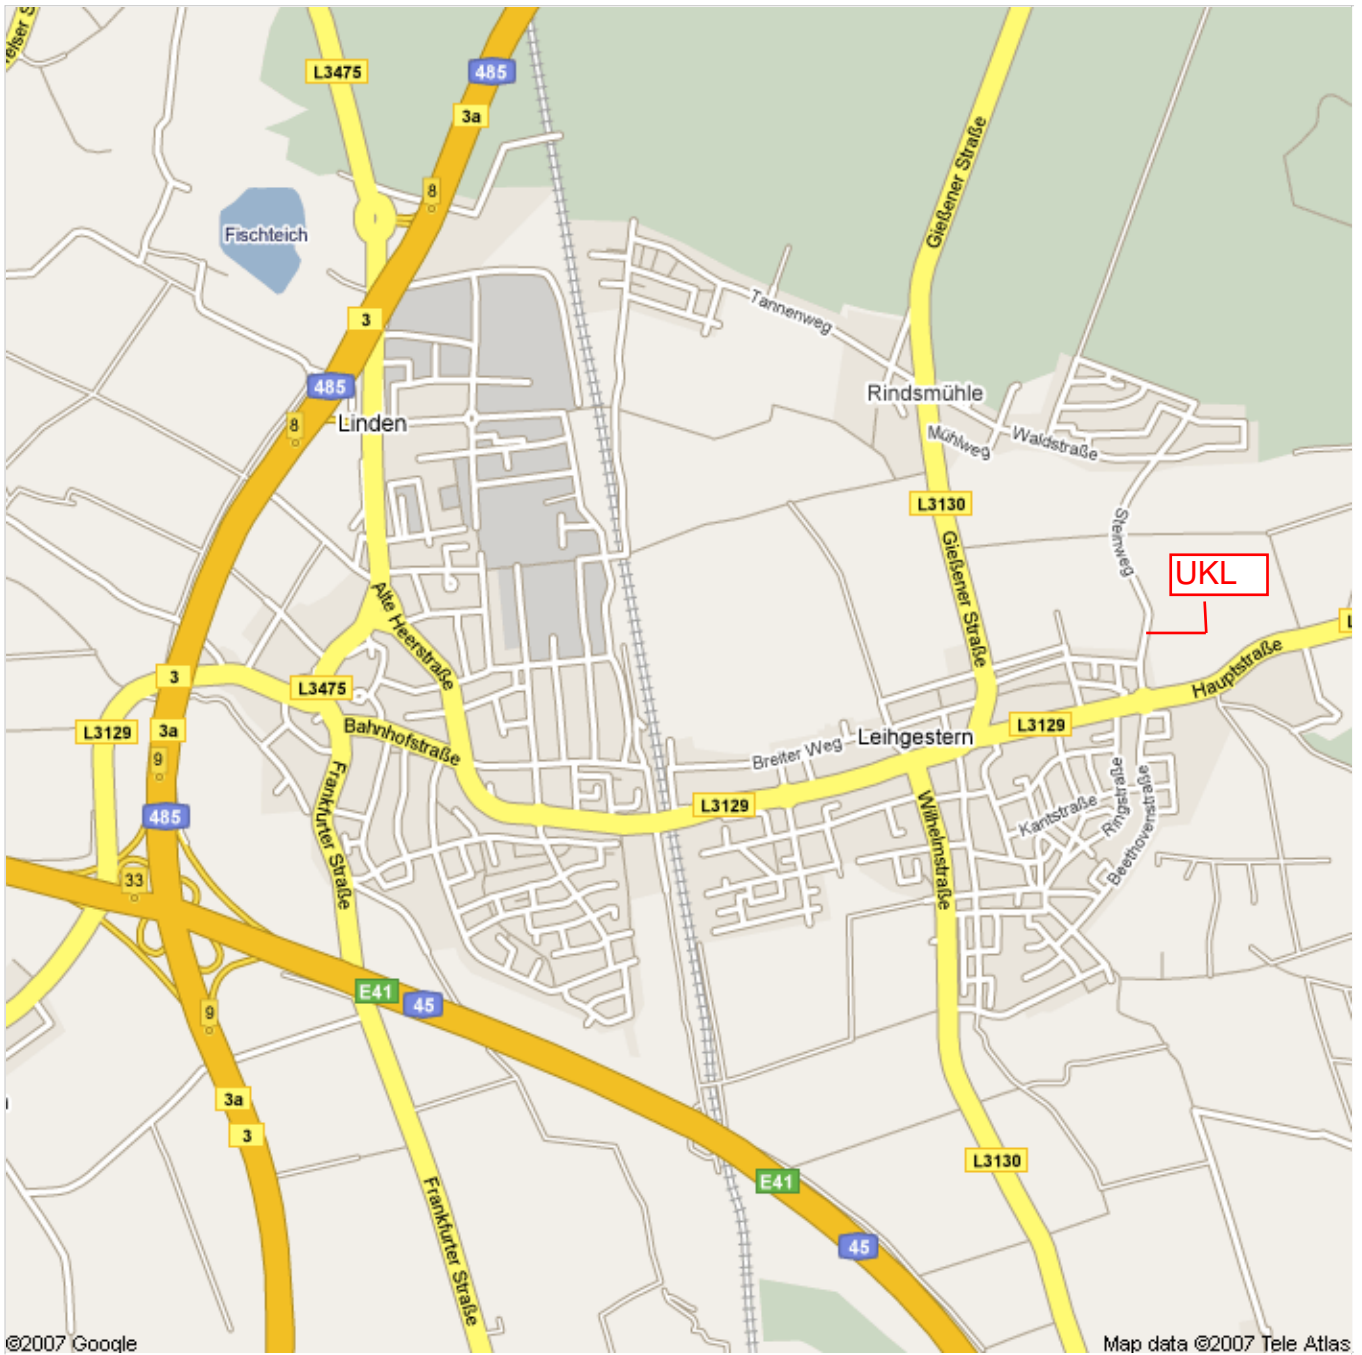 L3475
485
3a
8
Fischteich
Gießener Straße
Tannenweg
3
485
Linden
8
Rindsmühle
Mühlweg
Waldstraße
L3130
Steinweg
Gießener Straße
UKL
Alte Heerstraße
3
L3475
Hauptstraße
L3129
3a
Bahnhofstraße
L3129
Leihgestern
Breiter Weg
9
Frankfurter Straße
L3129
485
Wilhelmstraße
Kantstraße
Ringstraße
Beethovenstraße
33
E41
45
9
3a
3
Frankfurter Straße
L3130
E41
45
©2007 Google
Map data ©2007 Tele Atlas